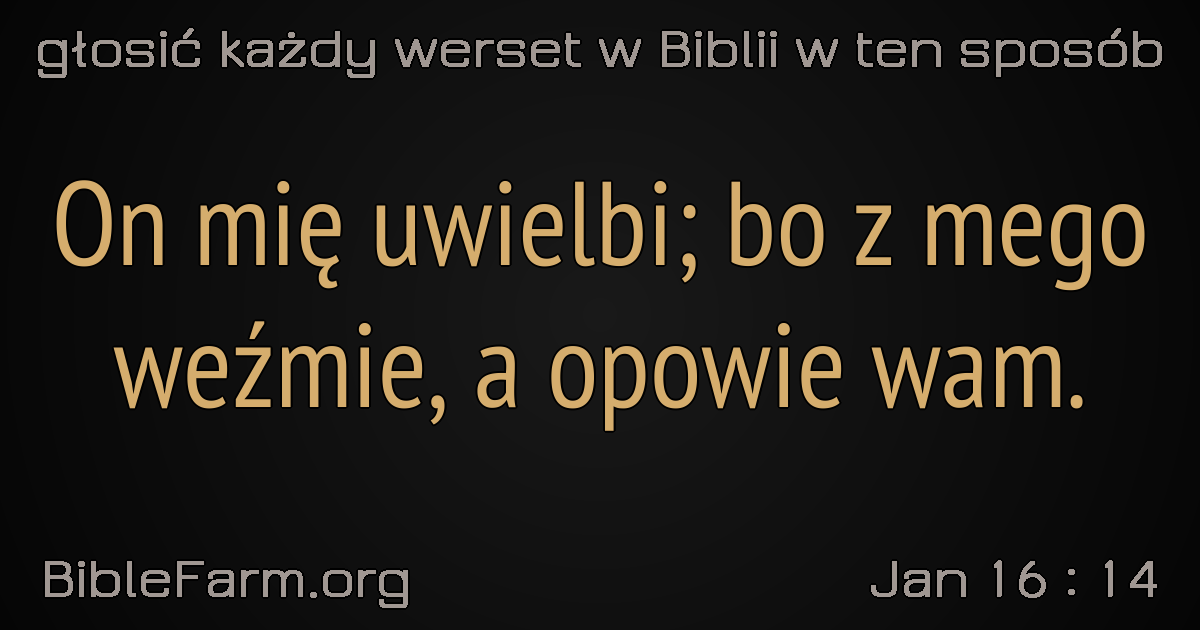 głosić każdy werset w Biblii w ten sposób
On mię uwielbi; bo z mego
weźmie, a opowie wam.
BibleFarm.org
Jan 16 : 14